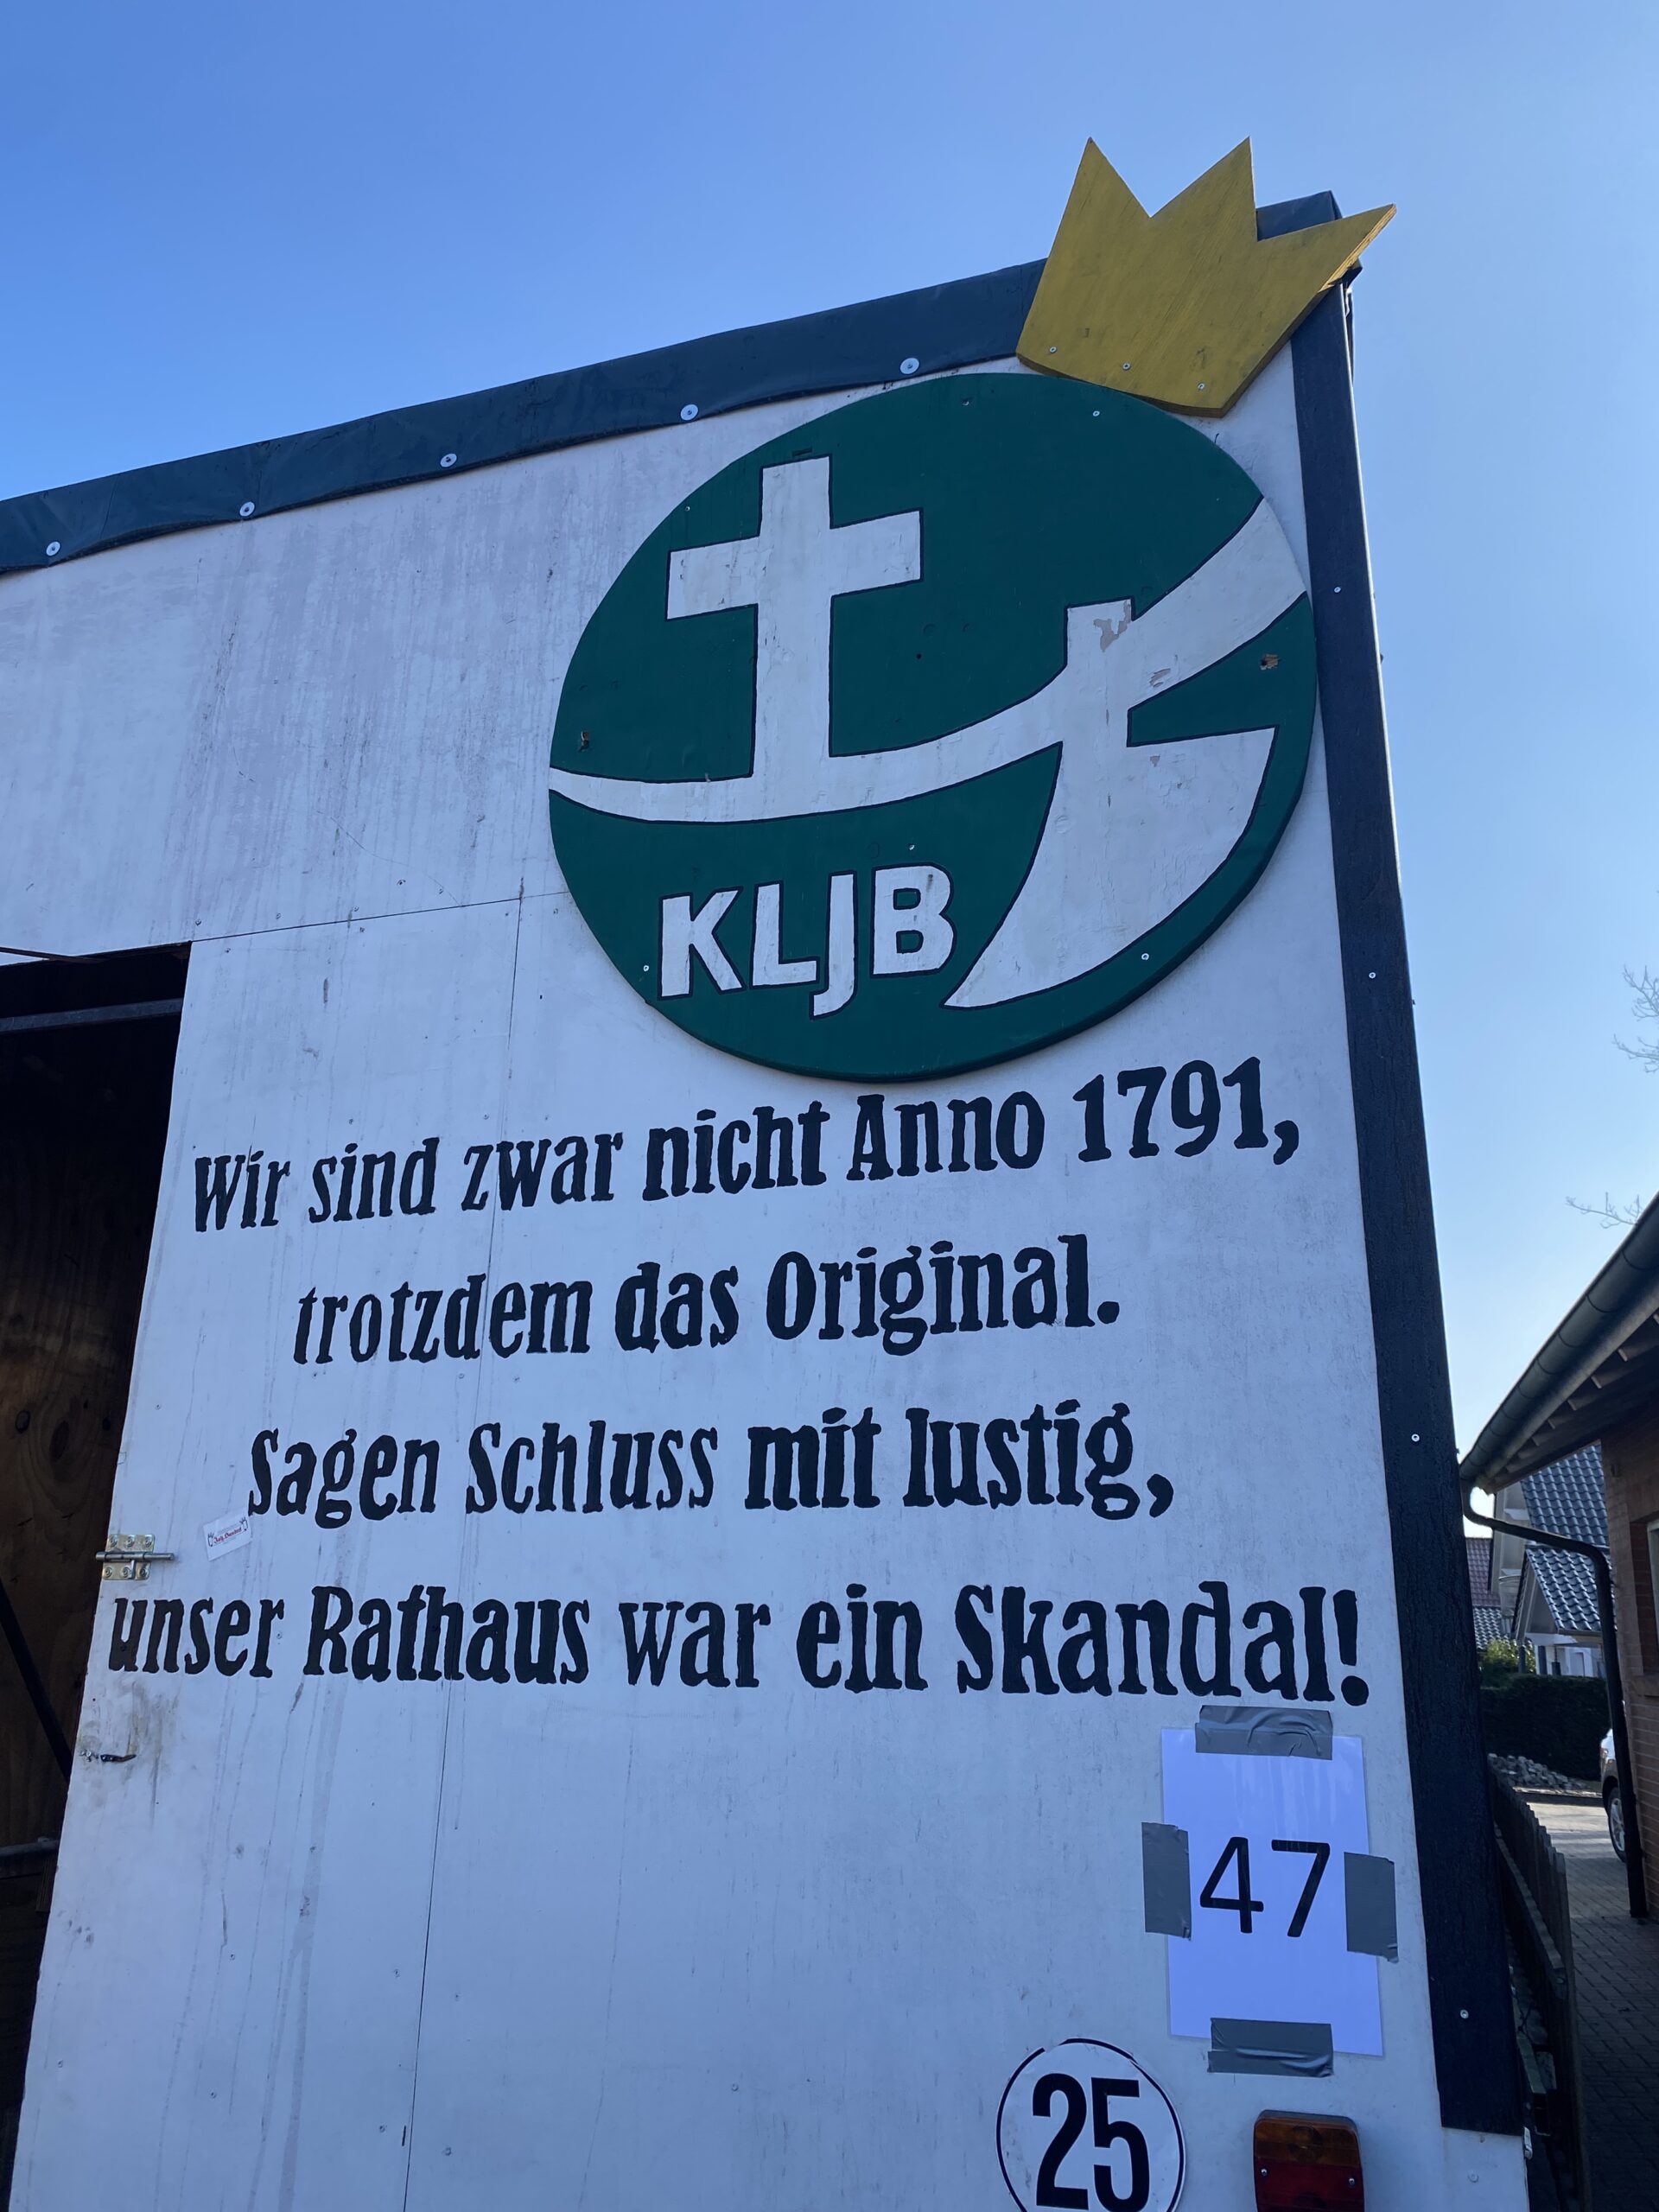 KLJB
Wir sind zwar nicht Anno 1791,
trotzdem das Original.
Sagen Schluss mit lustig,
unser Rathaus war ein Skandal!
47
25